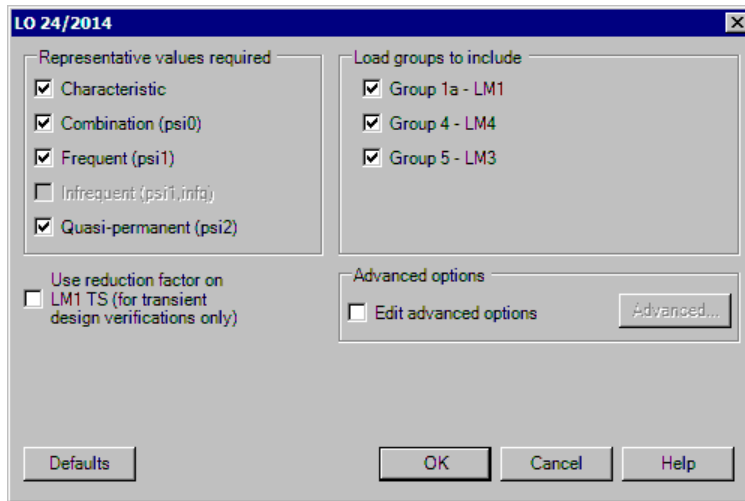 LO 24/2014
Representative values required
Characteristic
Combination (psi0)
Frequent (psi1)
Infrequent (psi1,infq)
Quasi-permanent (psi2)
Load groups to include
Group 1a - LM1
Group 4 - LM4
Group 5 - LM3
Use reduction factor on
LM1 TS (for transient
design verifications only)
Advanced options
Edit advanced options
Advanced...
Defaults
OK
Cancel
Help